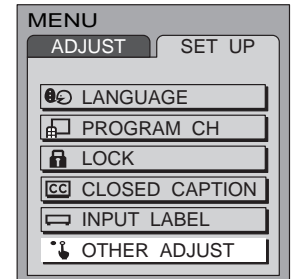 MENU
ADJUST SET UP
LANGUAGE
PROGRAM CH
LOCK
CC CLOSED CAPTION
INPUT LABEL
OTHER ADJUST